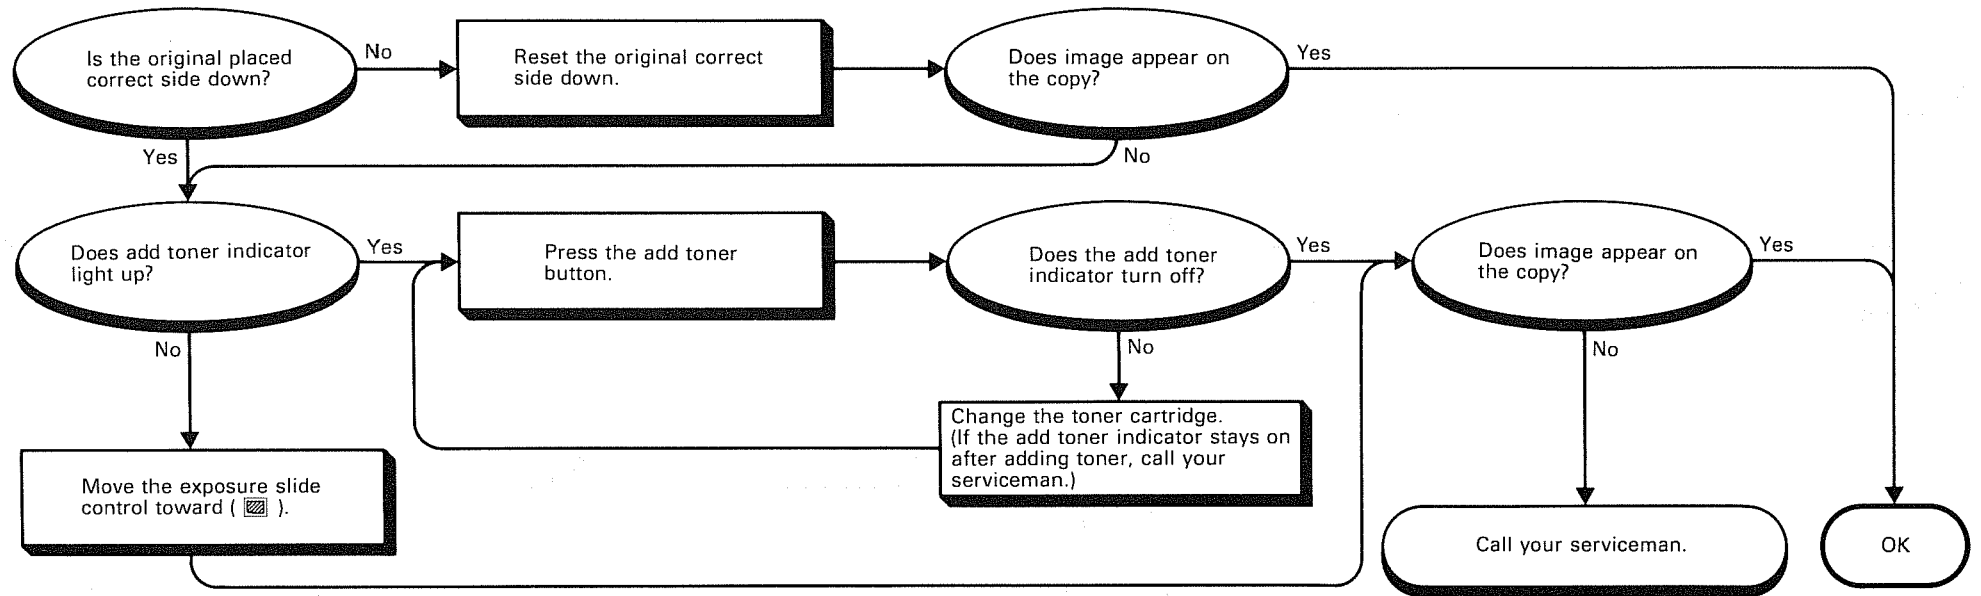 Is the original placed
correct side down?
No
Reset the original correct
side down.
Does image appear on
the copy?
Yes
Yes
No
Does add toner indicator
light up?
Yes
Press the add toner
button.
Does the add toner
indicator turn off?
Yes
Does image appear on
the copy?
Yes
No
No
No
Change the toner cartridge.
(If the add toner indicator stays on
after adding toner, call your
serviceman.)
Move the exposure slide
control toward ( ).
Call your serviceman.
OK